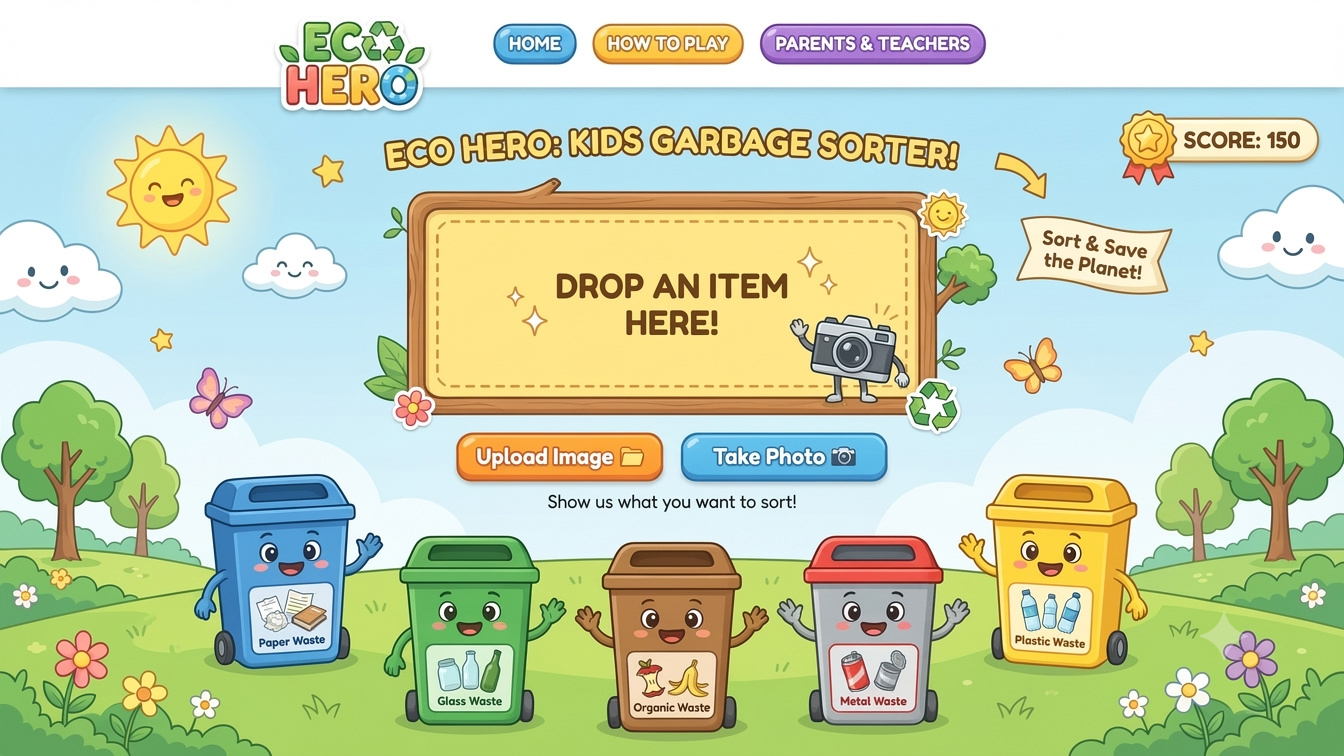 ECO
HERO
HOME
HOW TO PLAY
PARENTS & TEACHERS
ECO HERO: KIDS GARBAGE SORTER!
SCORE: 150
Sort & Save
the Planet!
DROP AN ITEM
HERE!
Upload Image
Take Photo
Show us what you want to sort!
Paper Waste
Glass Waste
Organic Waste
Metal Waste
Plastic Waste